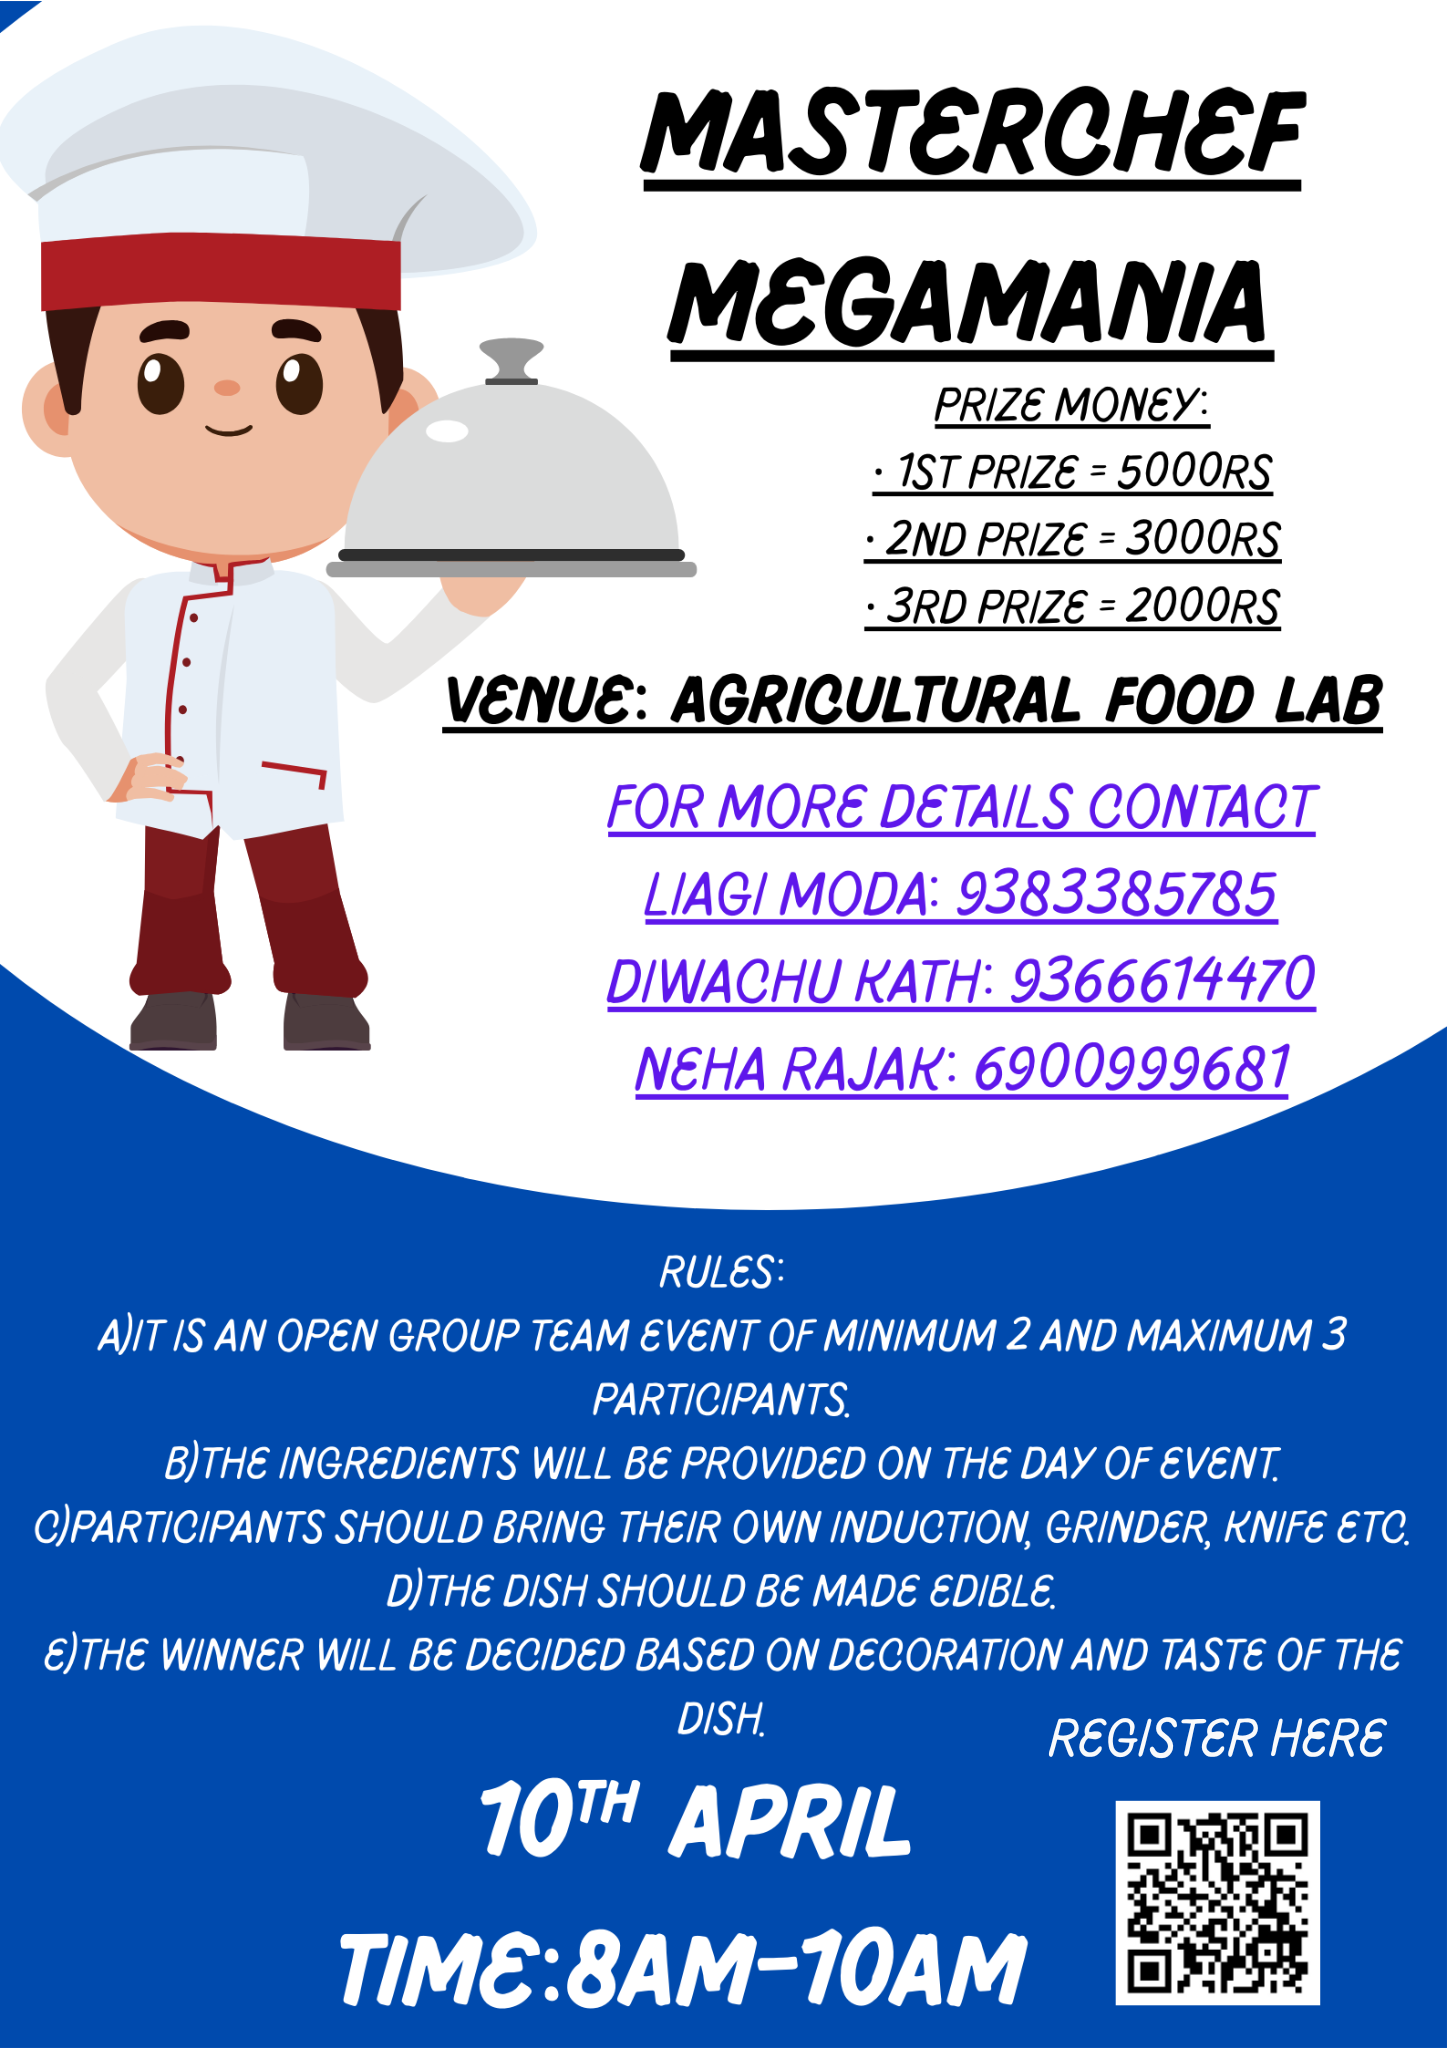 MASTERCHEF
MEGAMANIA
PRIZE MONEY:
· 1ST PRIZE = 5000RS
· 2ND PRIZE = 3000RS
· 3RD PRIZE = 2000RS
VENUE: AGRICULTURAL FOOD LAB
FOR MORE DETAILS CONTACT
LIAGI MODA: 9383385785
DIWACHU KATH: 9366614470
NEHA RAJAK: 6900999681
RULES:
A)IT IS AN OPEN GROUP TEAM EVENT OF MINIMUM 2 AND MAXIMUM 3
PARTICIPANTS.
B)THE INGREDIENTS WILL BE PROVIDED ON THE DAY OF EVENT.
C)PARTICIPANTS SHOULD BRING THEIR OWN INDUCTION, GRINDER, KNIFE ETC.
D)THE DISH SHOULD BE MADE EDIBLE.
E)THE WINNER WILL BE DECIDED BASED ON DECORATION AND TASTE OF THE
DISH.
REGISTER HERE
10TH APRIL
TIME:8AM-10AM